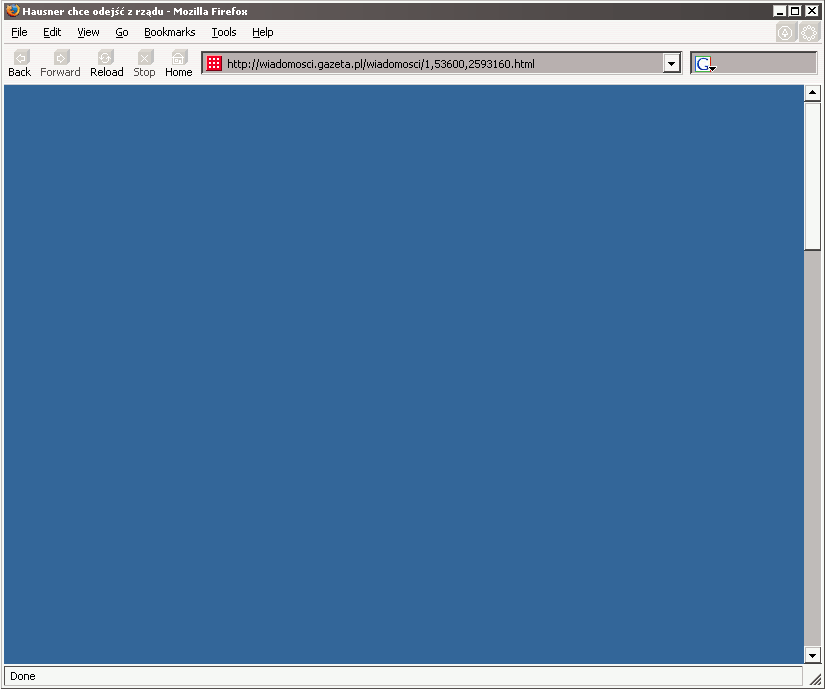 Hausner chce odejść z rządu - Mozilla Firefox
File Edit View Go Bookmarks Tools Help
Back Forward Reload Stop Home
http://wiadomosci.gazeta.pl/wiadomosci/1,53600,2593160.html
G
Done